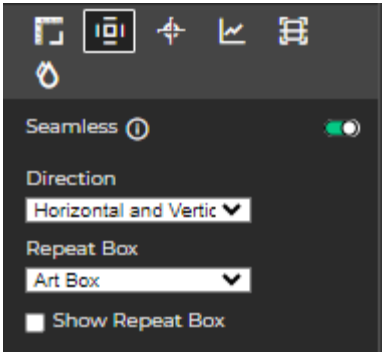 Seamless
Direction
Horizontal and Vertic
Repeat Box
Art Box
Show Repeat Box